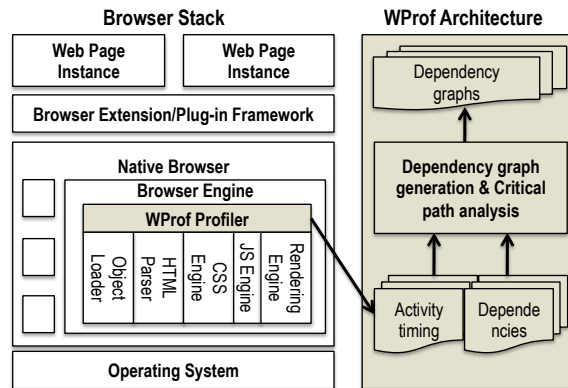 Browser Stack
Web Page
Instance
Web Page
Instance
Browser Extension/Plug-in Framework
Native Browser
Browser Engine
WProf Profiler
Object
Loader
HTML
Parser
CSS
Engine
JS Engine
Rendering
Engine
Operating System
WProf Architecture
Dependency
graphs
Dependency graph
generation & Critical
path analysis
Activity
timing
Depende
ncies